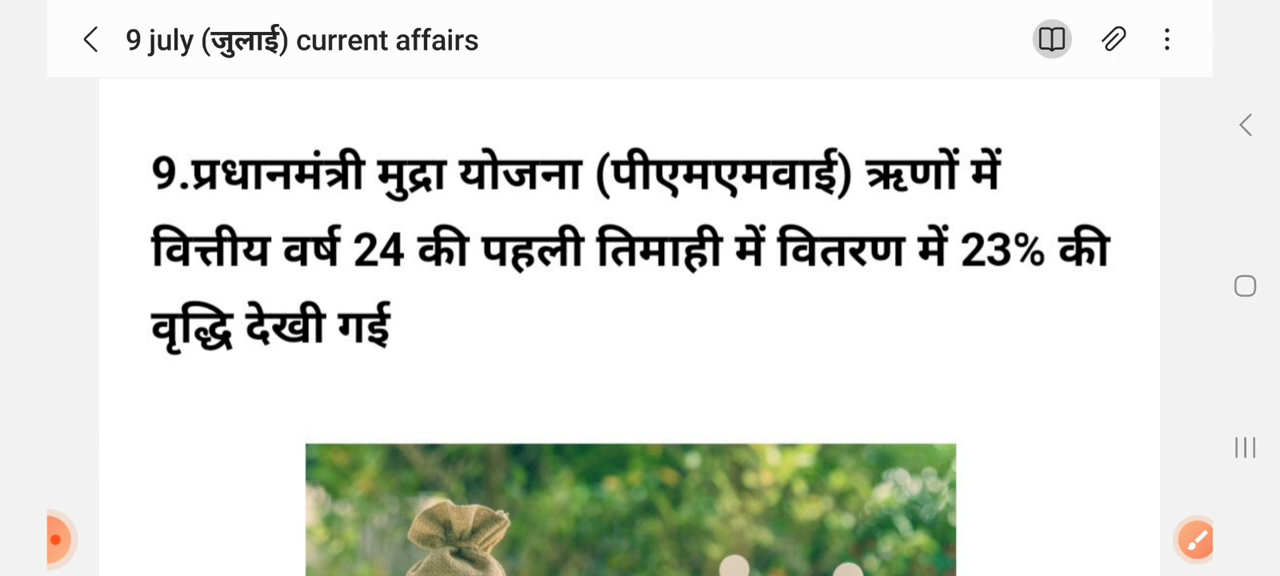 9 july (जुलाई) current affairs
9.प्रधानमंत्री मुद्रा योजना (पीएमएमवाई) ऋणों में
वित्तीय वर्ष 24 की पहली तिमाही में वितरण में 23% की
वृद्धि देखी गई